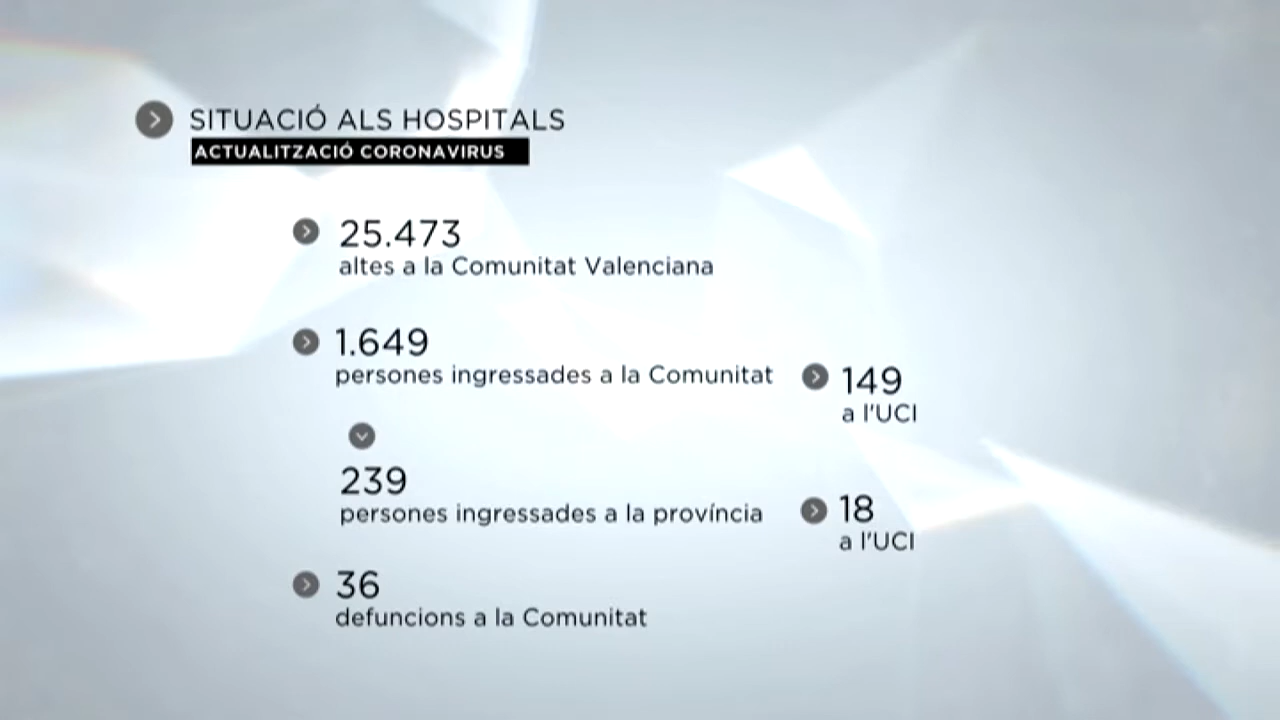 SITUACIÓ ALS HOSPITALS
ACTUALITZACIÓ CORONAVIRUS
25.473
altes a la Comunitat Valenciana
1.649
persones ingressades a la Comunitat
149
a l'UCI
239
persones ingressades a la província
18
a l'UCI
36
defuncions a la Comunitat